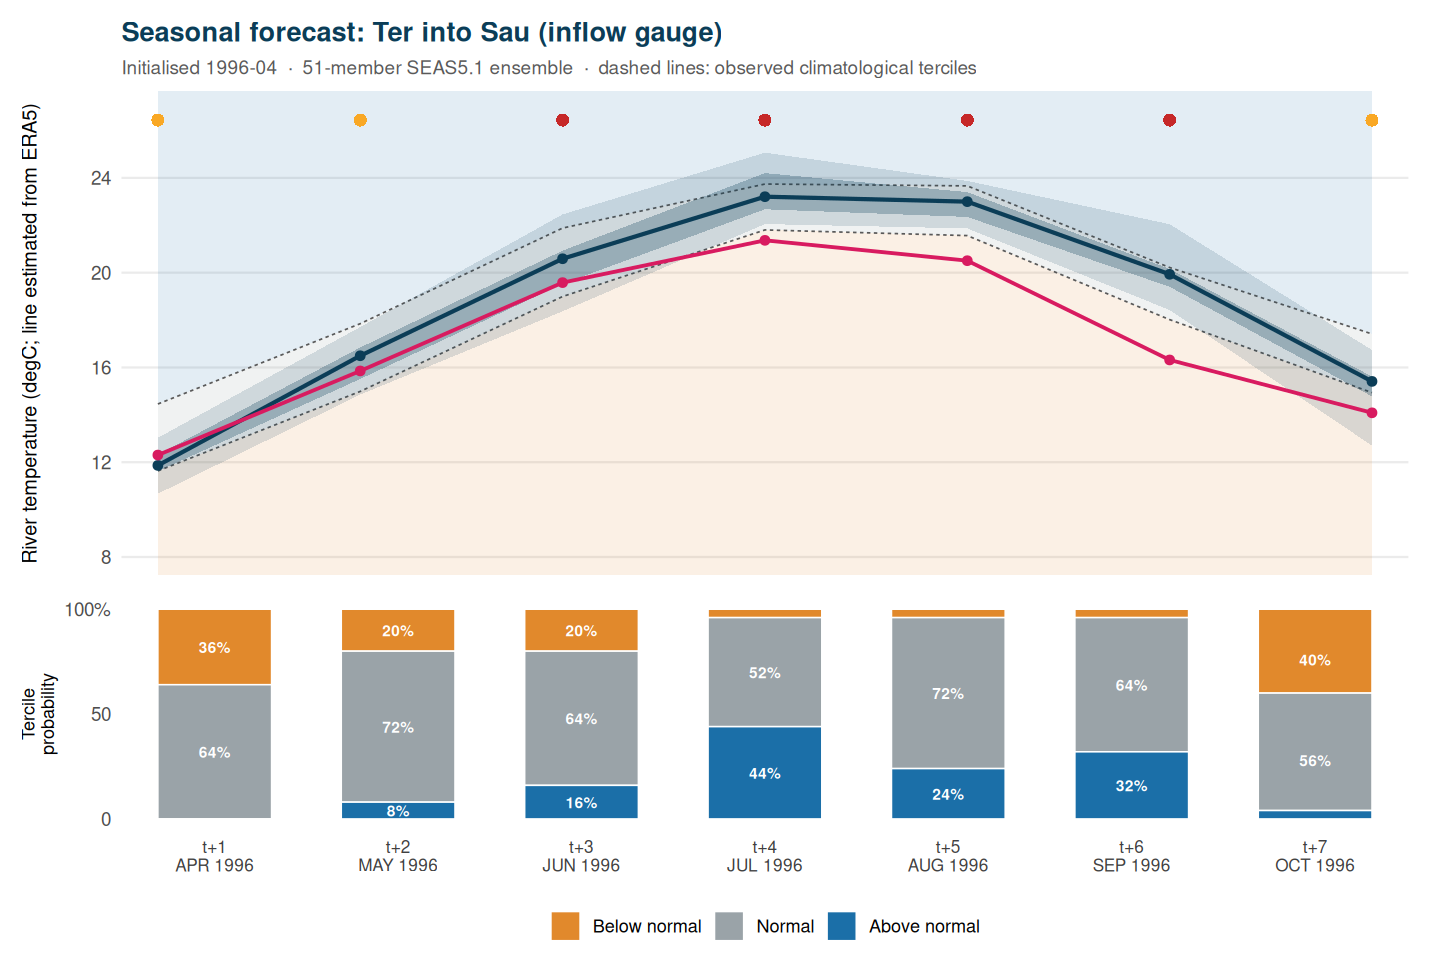 Seasonal forecast: Ter into Sau (inflow gauge)
Initialised 1996-04 · 51-member SEAS5.1 ensemble · dashed lines: observed climatological terciles
River temperature (degC; line estimated from ERA5)
24
20
16
12
8
Tercile
probability
100%
50
0
36%
64%
20%
72%
8%
20%
64%
16%
52%
44%
72%
24%
64%
32%
40%
56%
t+1
APR 1996
t+2
MAY 1996
t+3
JUN 1996
t+4
JUL 1996
t+5
AUG 1996
t+6
SEP 1996
t+7
OCT 1996
Below normal
Normal
Above normal